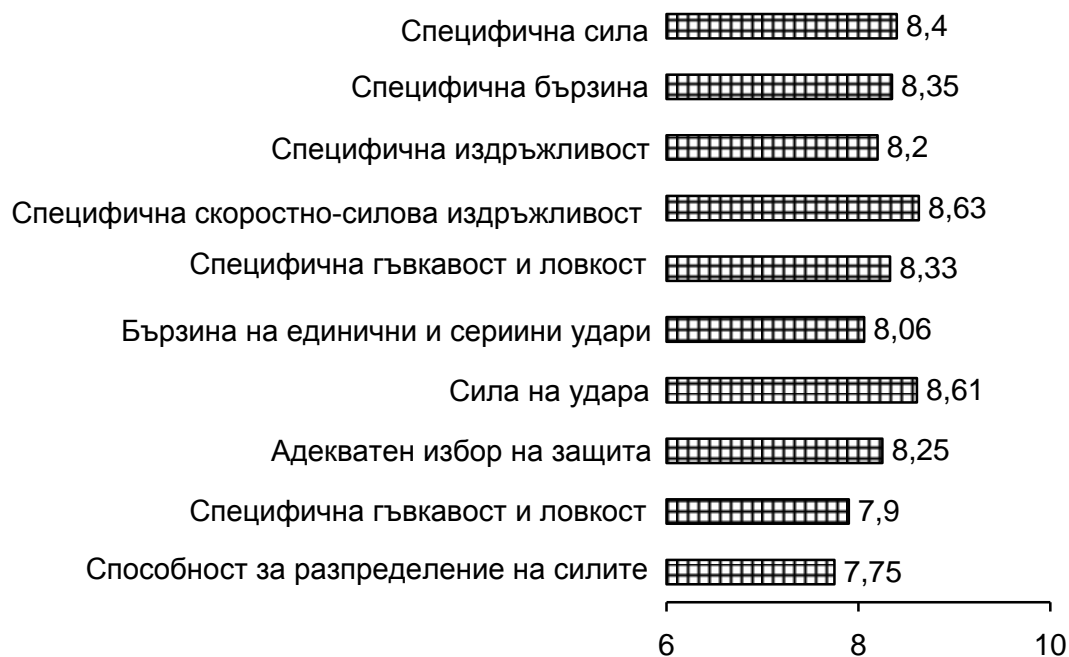 Специфична сила 8,4
Специфична бързина 8,35
Специфична издръжливост 8,2
Специфична скоростно-силова издръжливост 8,63
Специфична гъвкавост и ловкост 8,33
Бързина на единични и сериини удари 8,06
Сила на удара 8,61
Адекватен избор на защита 8,25
Специфична гъвкавост и ловкост 7,9
Способност за разпределение на силите 7,75
6 8 10